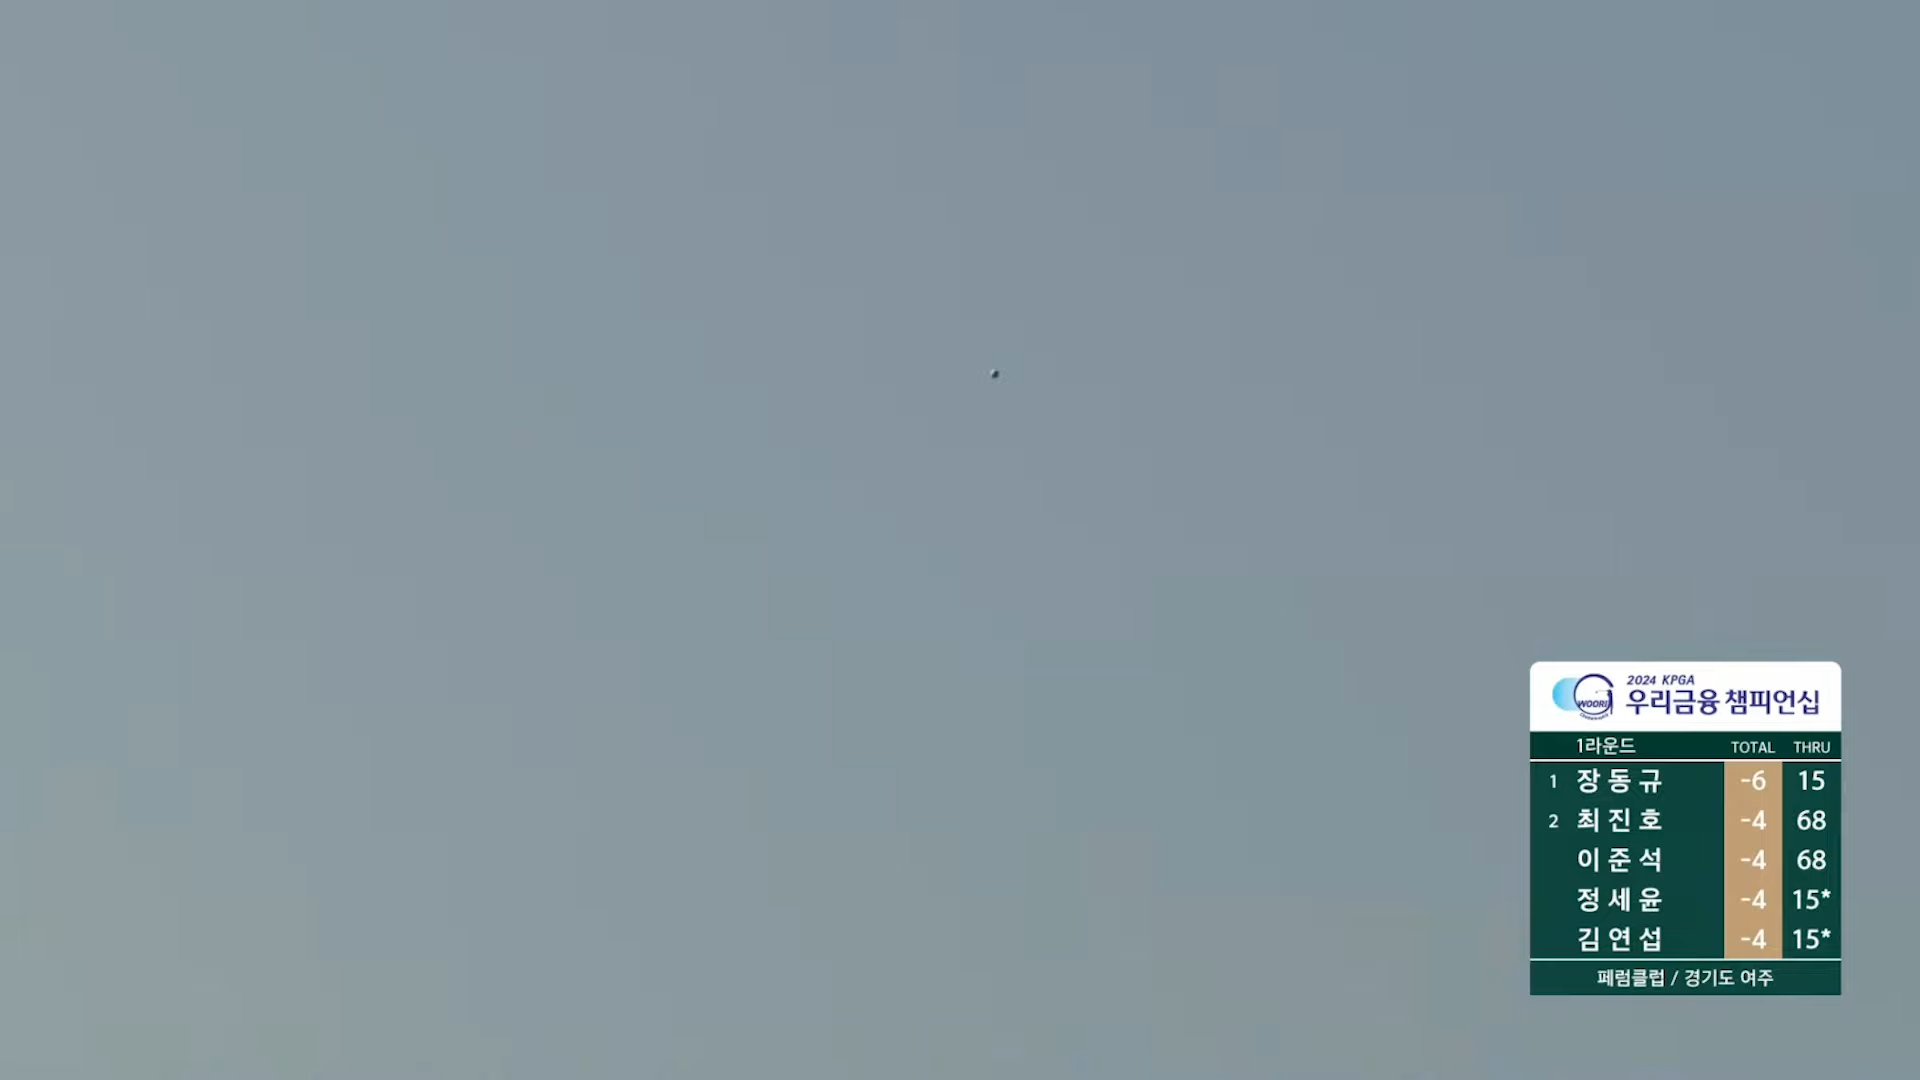 WOORI
2024 KPGA
우리금융 챔피언십
1라운드 TOTAL THRU
1 장동규 -6 15
2 최진호 -4 68
이준석 -4 68
정세윤 -4 15*
김연섭 -4 15*
페럼클럽 / 경기도 여주